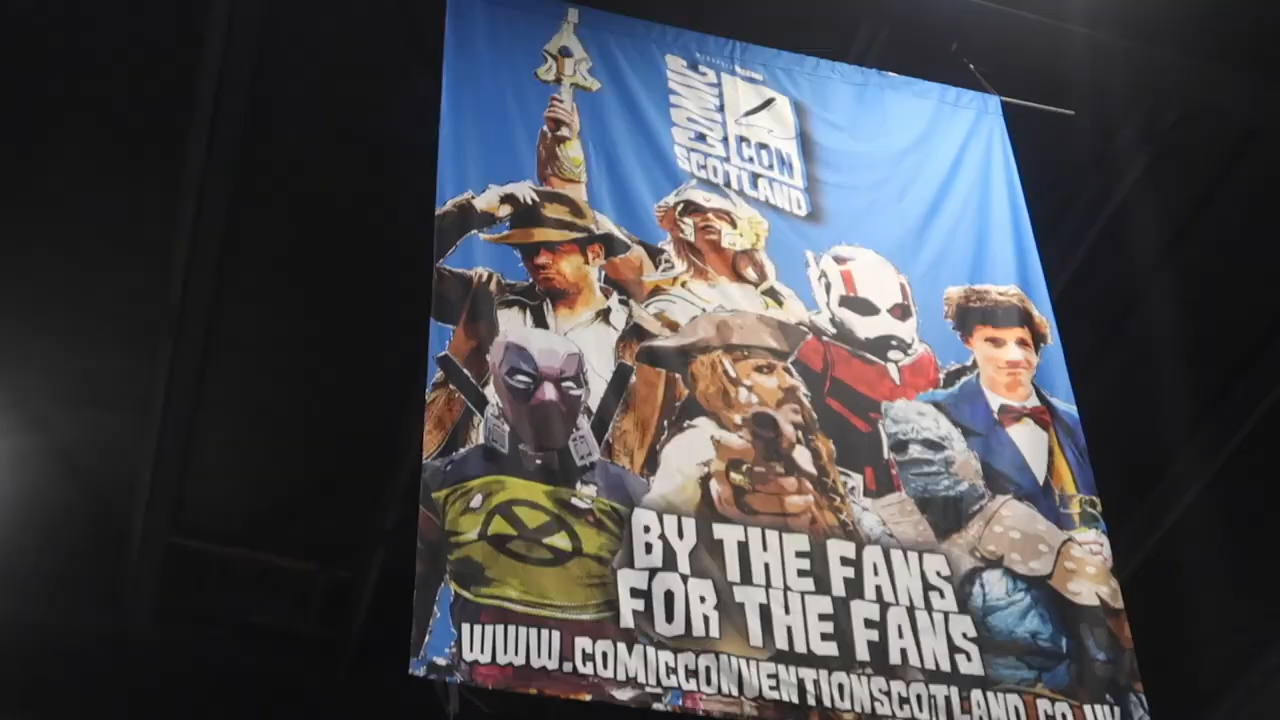 COMIC
CON
SCOTLAND
BY THE FANS
FOR THE FANS
WWW.COMICCONVENTIONSCOTLAND.CO.UK